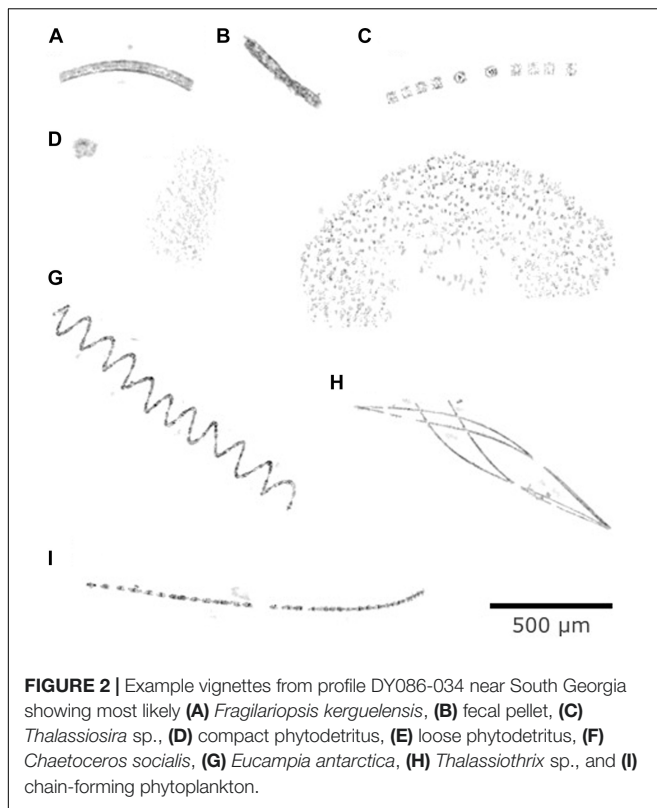 A
B
C
D
G
H
I
500 µm
FIGURE 2 | Example vignettes from profile DY086-034 near South Georgia
showing most likely (A) Fragilariopsis kerguelensis, (B) fecal pellet, (C)
Thalassiosira sp., (D) compact phytodetritus, (E) loose phytodetritus, (F)
Chaetoceros socialis, (G) Eucampia antarctica, (H) Thalassiothrix sp., and (I)
chain-forming phytoplankton.